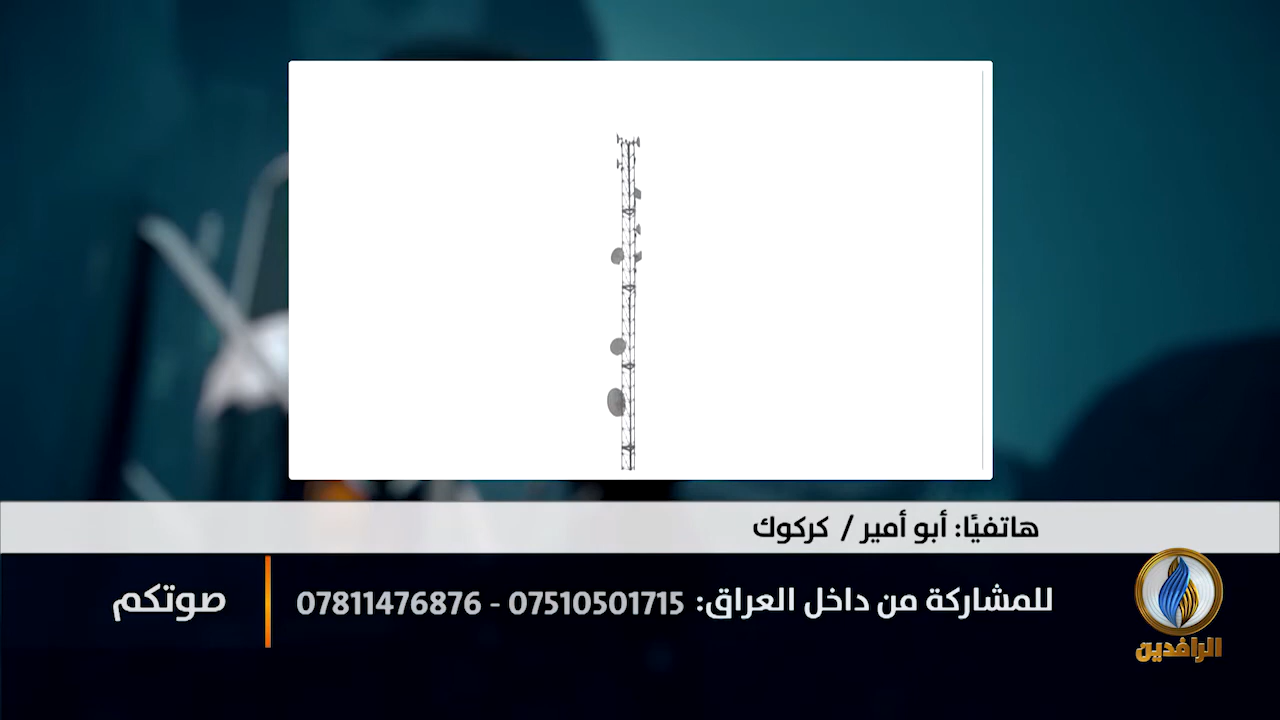 هاتفيًا: أبو أمير / كركوك
للمشاركة من داخل العراق: 07510501715 - 07811476876
صوتكم
الرافدين